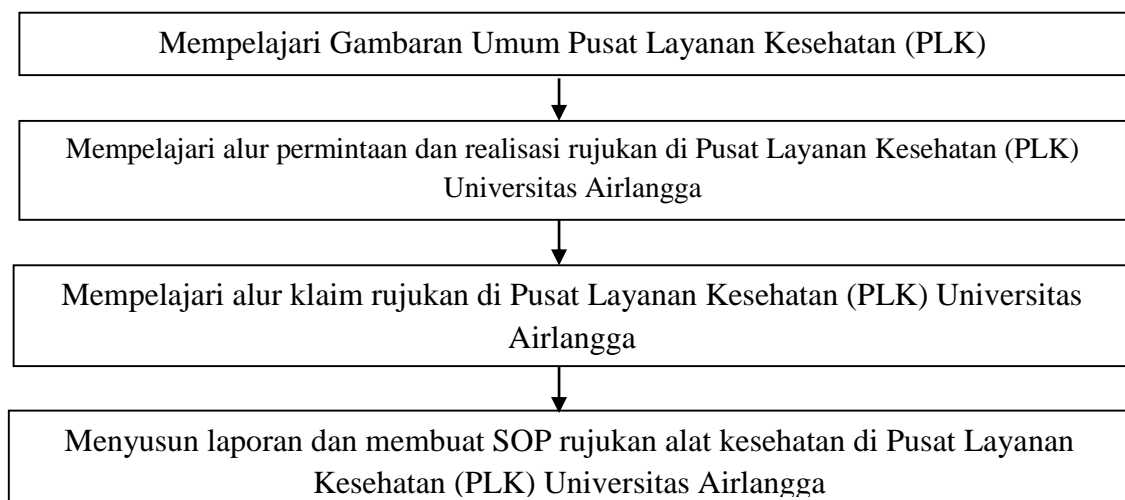 Mempelajari Gambaran Umum Pusat Layanan Kesehatan (PLK)
Mempelajari alur permintaan dan realisasi rujukan di Pusat Layanan Kesehatan (PLK)
Universitas Airlangga
Mempelajari alur klaim rujukan di Pusat Layanan Kesehatan (PLK) Universitas
Airlangga
Menyusun laporan dan membuat SOP rujukan alat kesehatan di Pusat Layanan
Kesehatan (PLK) Universitas Airlangga